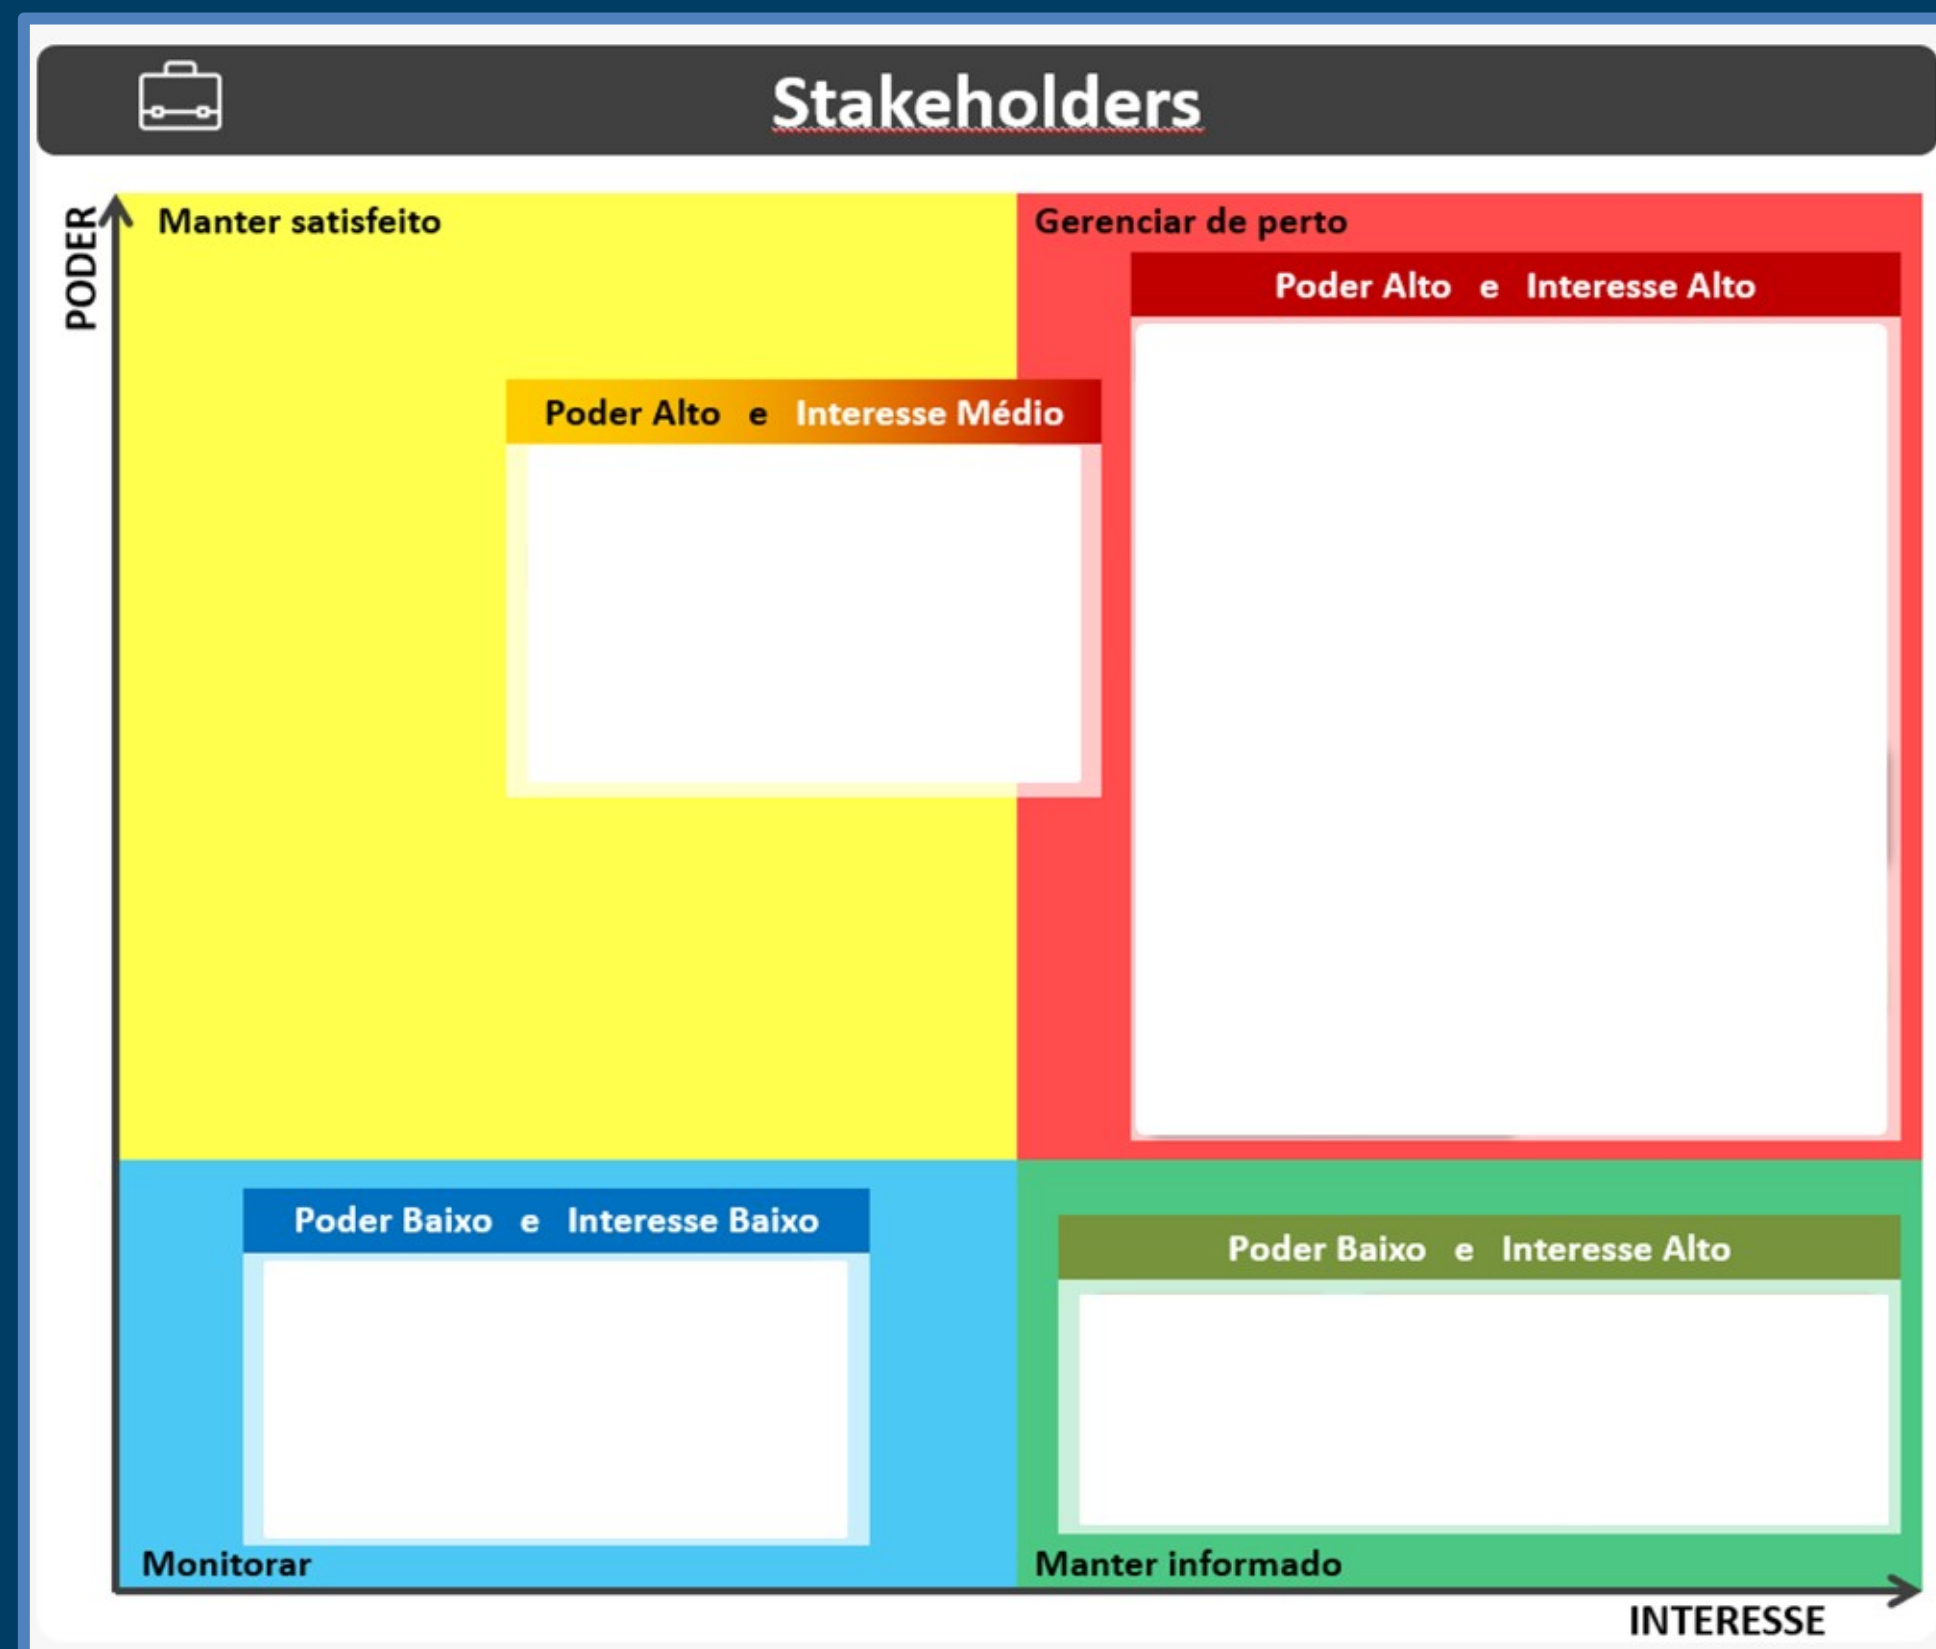 Stakeholders
PODER
Manter satisfeito
Gerenciar de perto
Poder Alto e Interesse Alto
Poder Alto e Interesse Médio
Poder Baixo e Interesse Baixo
Poder Baixo e Interesse Alto
Monitorar
Manter informado
INTERESSE